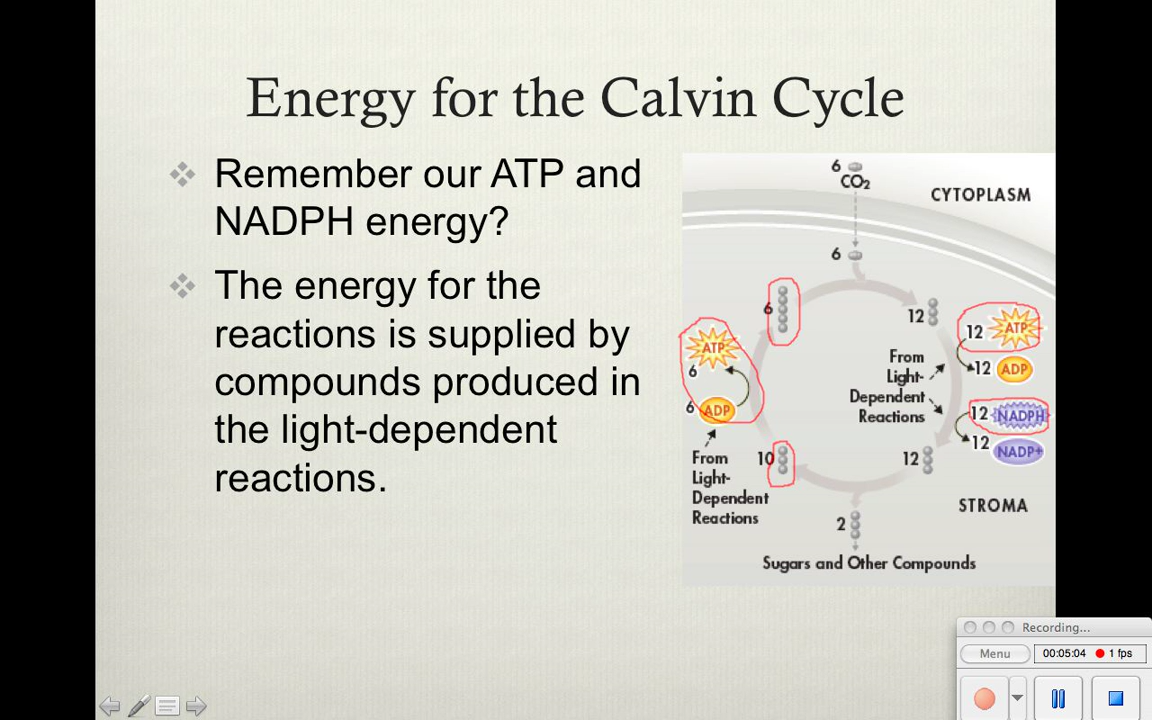 Energy for the Calvin Cycle
Remember our ATP and
NADPH energy?
The energy for the
reactions is supplied by
compounds produced in
the light-dependent
reactions.
6
CO2
CYTOPLASM
6
6
12
12 ATP
ATP
6
From
Light-
Dependent
Reactions
12 ADP
6 ADP
12 NADPH
12 NADP+
From
Light-
Dependent
Reactions
10
12
STROMA
2
Sugars and Other Compounds
Recording...
Menu
00:05:04 1 fps